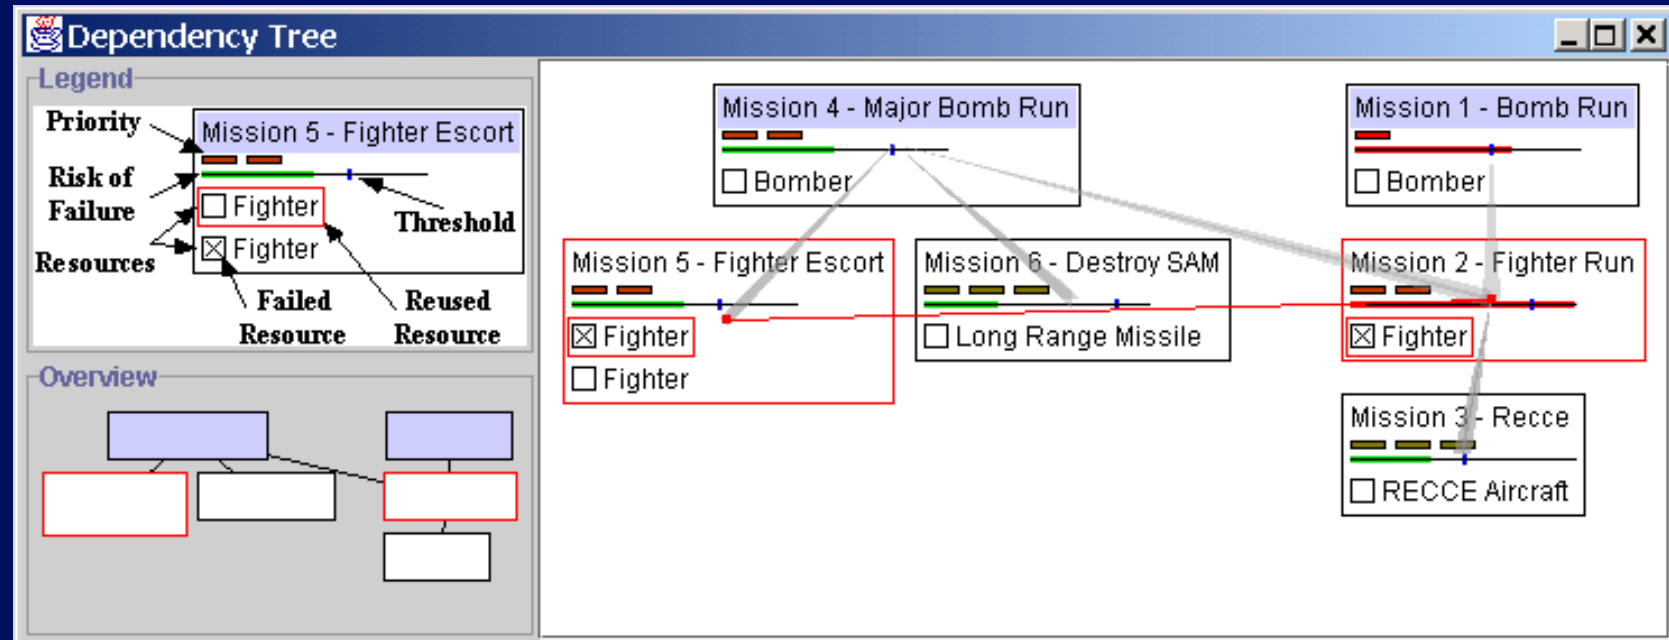 Dependency Tree
Legend
Priority
Mission 5 - Fighter Escort
Risk of
Failure
Fighter
Threshold
Resources
Fighter
Failed
Resource
Reused
Resource
Overview
Mission 4 - Major Bomb Run
Bomber
Mission 1 - Bomb Run
Bomber
Mission 5 - Fighter Escort
Fighter
Fighter
Mission 6 - Destroy SAM
Long Range Missile
Mission 2 - Fighter Run
Fighter
Mission 3 - Recce
RECCE Aircraft